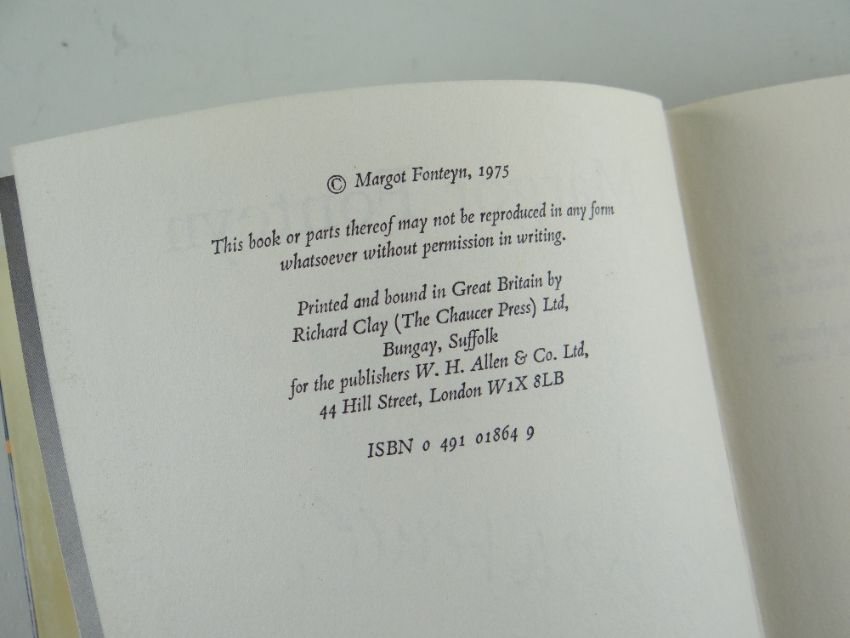 © Margot Fonteyn, 1975
This book or parts thereof may not be reproduced in any form
whatsoever without permission in writing.
Printed and bound in Great Britain by
Richard Clay (The Chaucer Press) Ltd,
Bungay, Suffolk
for the publishers W. H. Allen & Co. Ltd,
44 Hill Street, London W1X 8LB
ISBN 0 491 01864 9